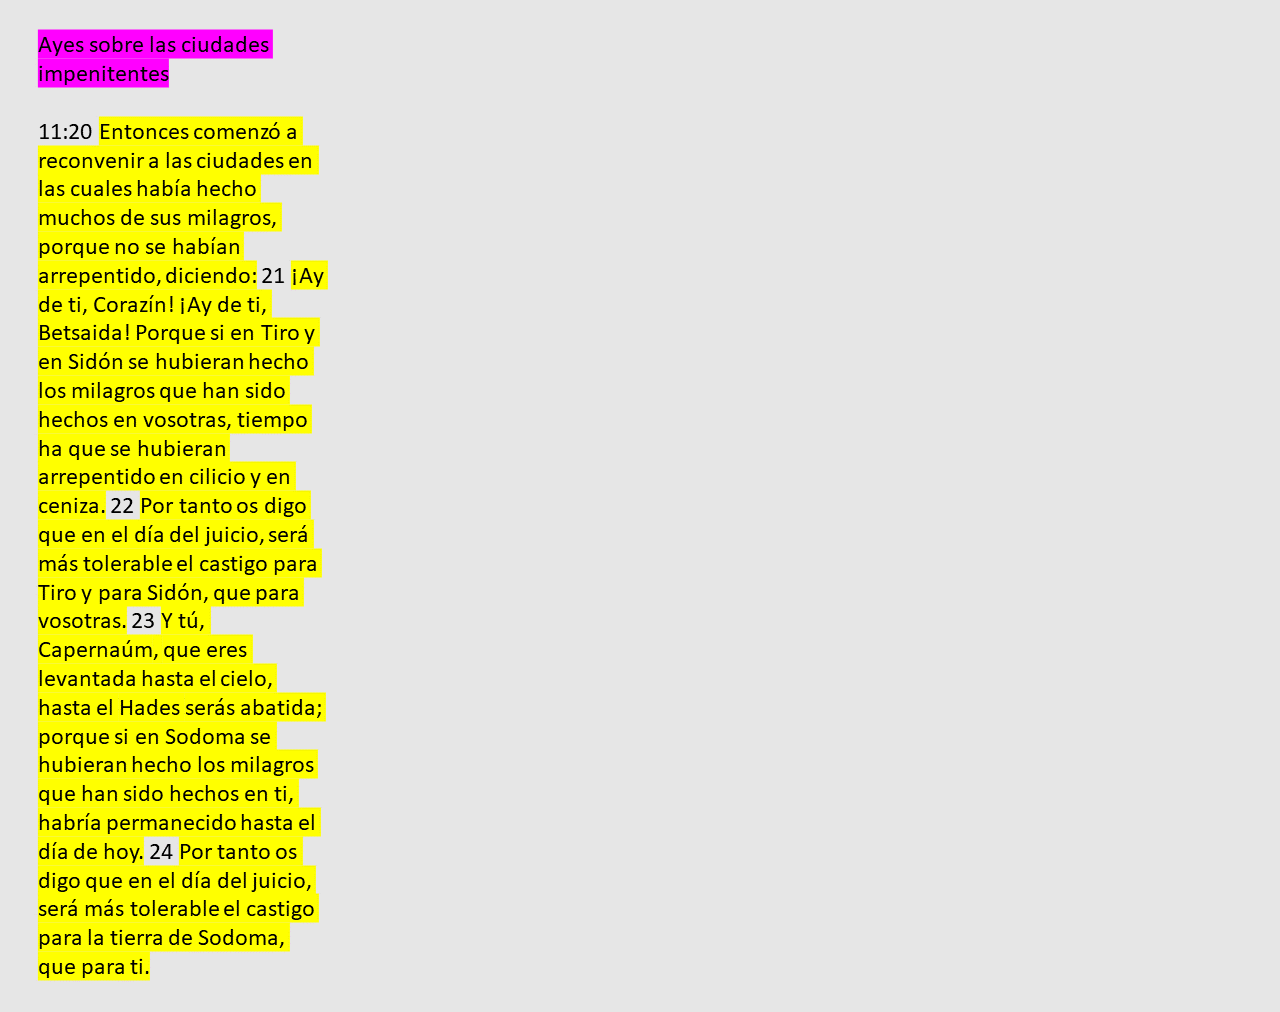 Ayes sobre las ciudades
impenitentes
11:20 Entonces comenzó a
reconvenir a las ciudades en
las cuales había hecho
muchos de sus milagros,
porque no se habían
arrepentido, diciendo: 21 ¡Ay
de ti, Corazín! ¡Ay de ti,
Betsaida! Porque si en Tiro y
en Sidón se hubieran hecho
los milagros que han sido
hechos en vosotras, tiempo
ha que se hubieran
arrepentido en cilicio y en
ceniza. 22 Por tanto os digo
que en el día del juicio, será
más tolerable el castigo para
Tiro y para Sidón, que para
vosotras. 23 Y tú,
Capernaúm, que eres
levantada hasta el cielo,
hasta el Hades serás abatida;
porque si en Sodoma se
hubieran hecho los milagros
que han sido hechos en ti,
habría permanecido hasta el
día de hoy. 24 Por tanto os
digo que en el día del juicio,
será más tolerable el castigo
para la tierra de Sodoma,
que para ti.